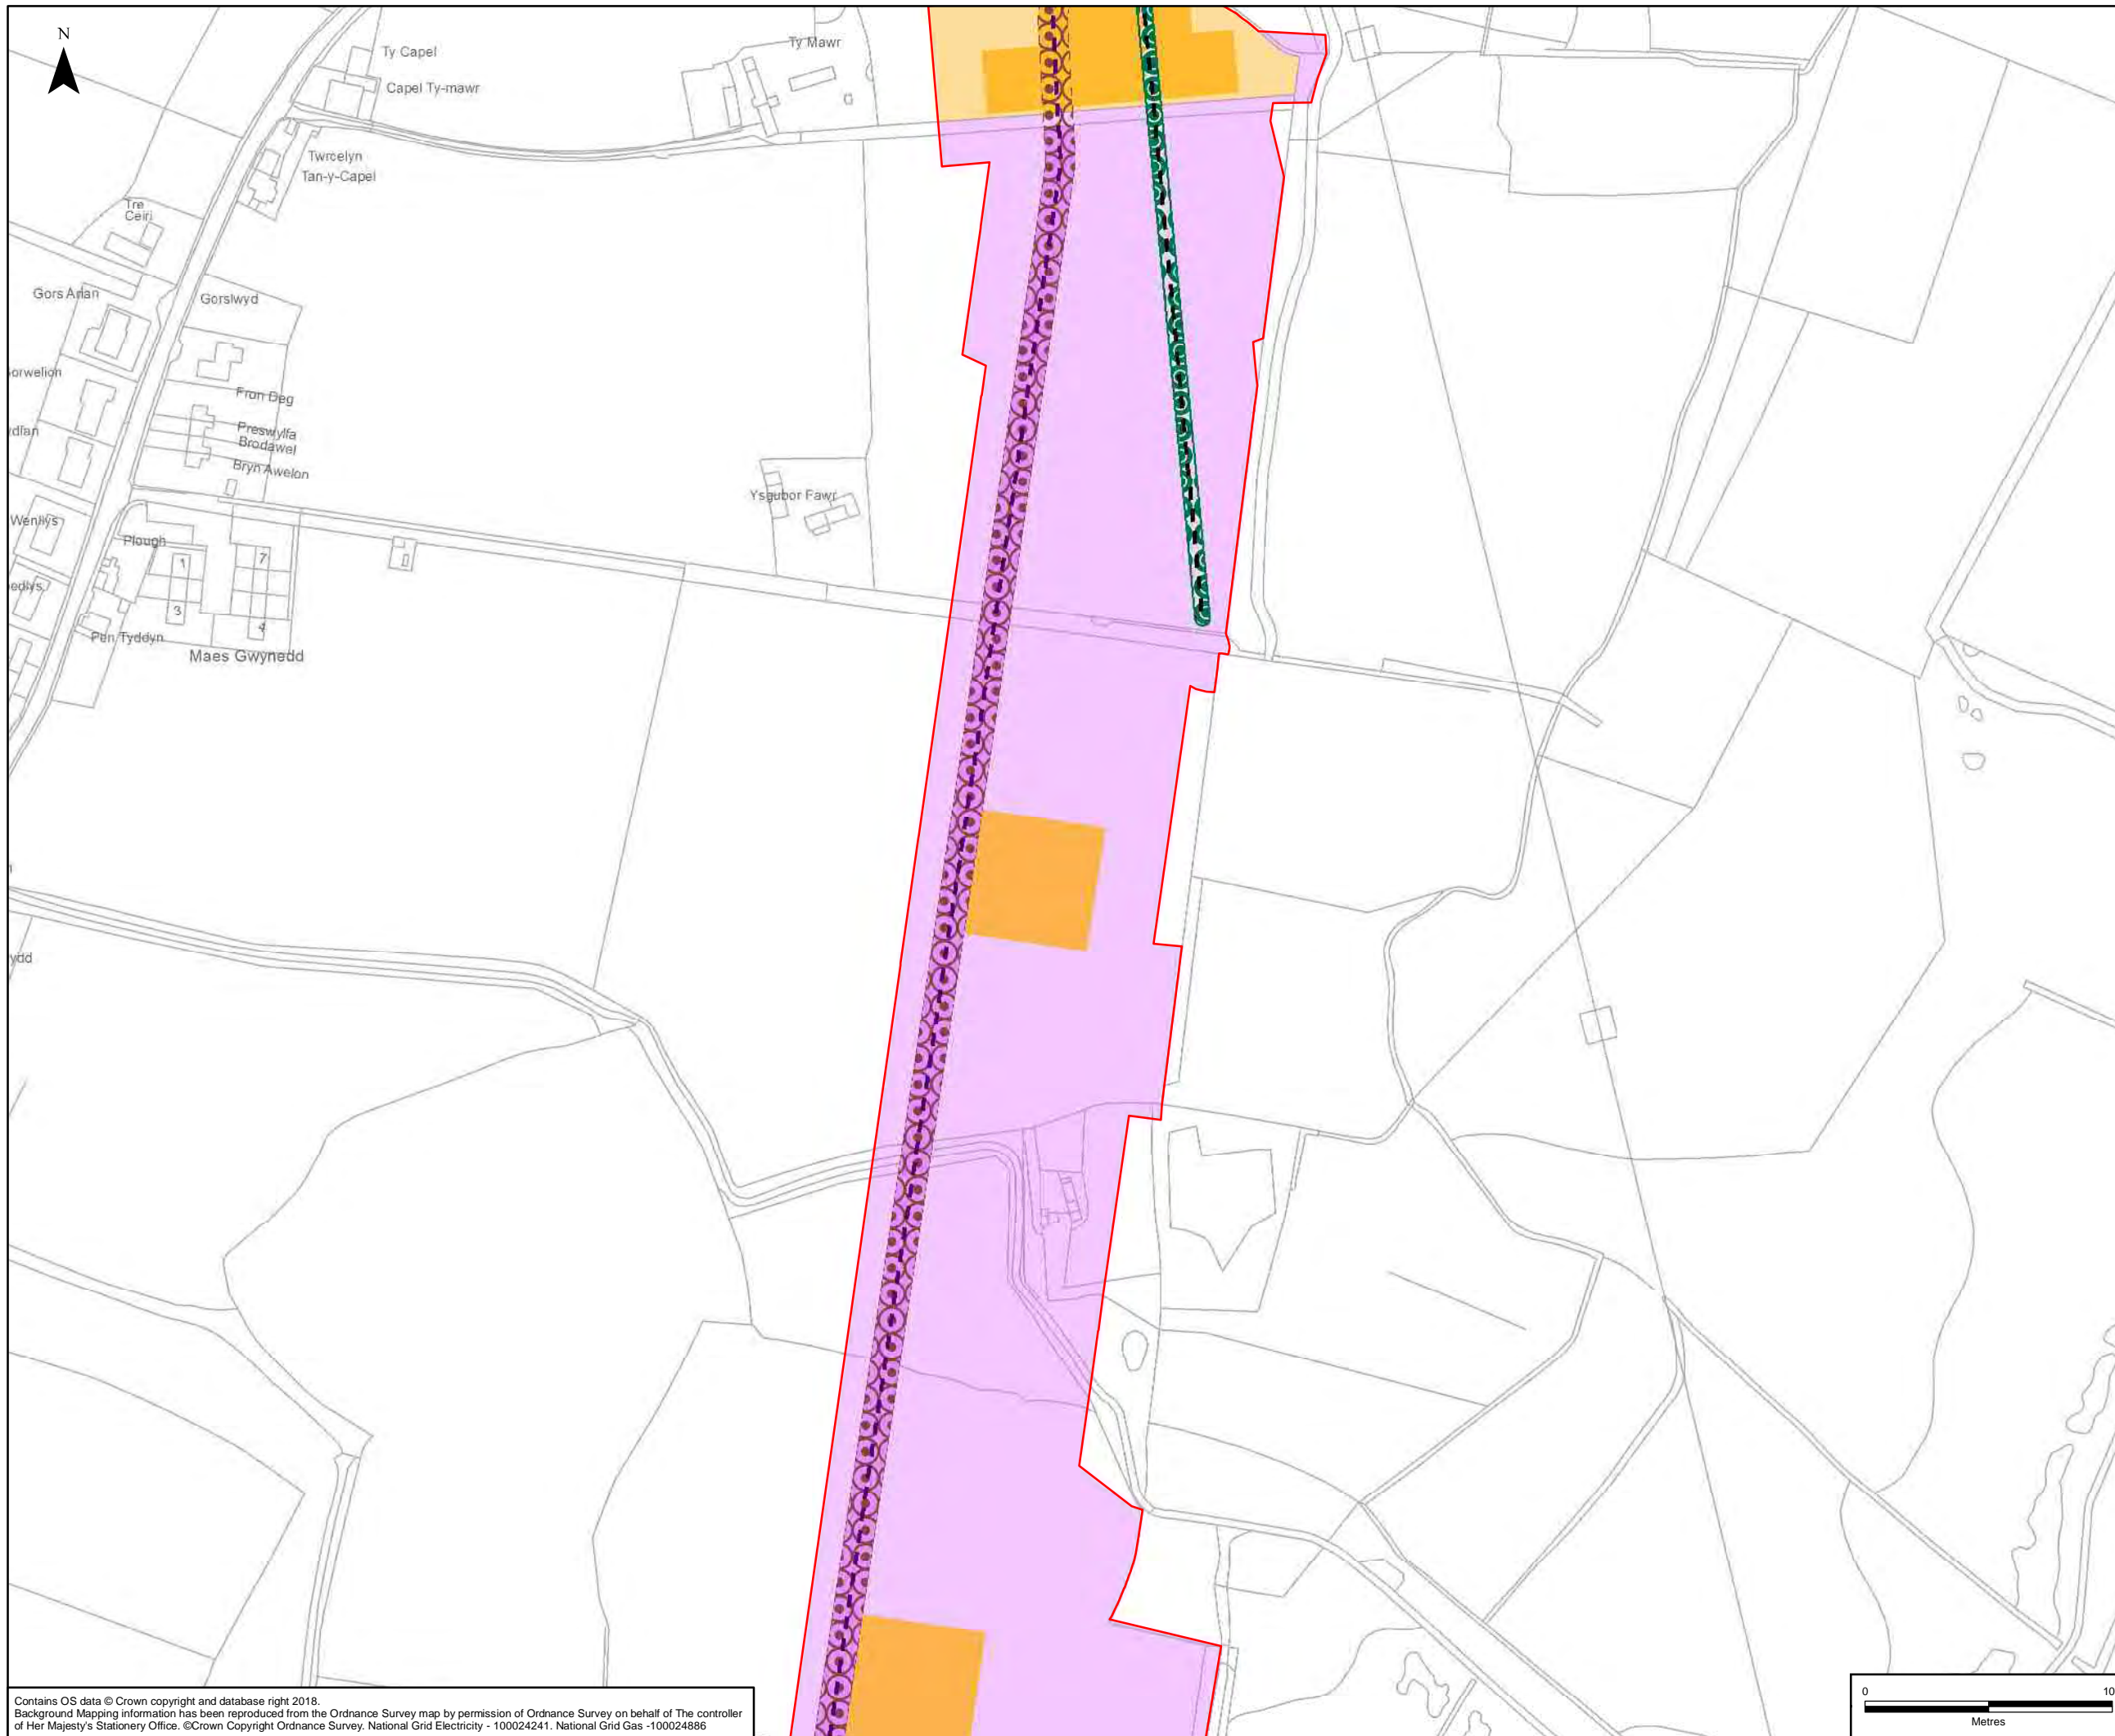 N
Ty Capel
Ty Mawr
Capel Ty-mawr
Twrcelyn
Tan-y-Capel
Tre
Ceiri
Gors Arian
Gorslwyd
orwelion
Fron Deg
Preswylfa
Brodawel
Bryn Awelon
Ysgubor Fawr
Wenllys
Plough
1
7
3
4
Pen Tyddyn
Maes Gwynedd
ydd
Contains OS data © Crown copyright and database right 2018.
Background Mapping information has been reproduced from the Ordnance Survey map by permission of Ordnance Survey on behalf of The controller
of Her Majesty's Stationery Office. ©Crown Copyright Ordnance Survey. National Grid Electricity - 100024241. National Grid Gas -100024886
0
10
Metres